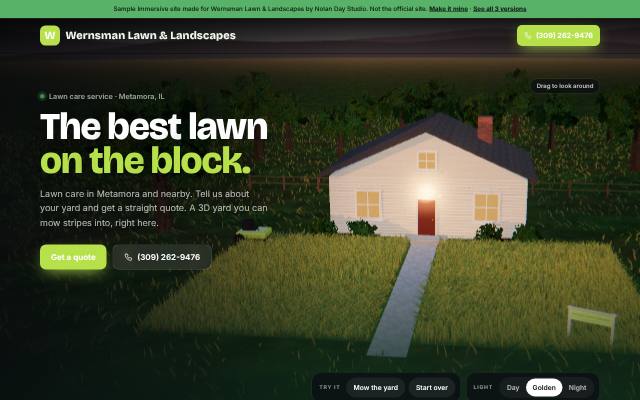 Sample immersive site made for Wernsman Lawn & Landscapes by Nolan Day Studio. Not the official site. Make it mine · See all 3 versions
W Wernsman Lawn & Landscapes
(309) 262-9476
Drag to look around
Lawn care service · Metamora, IL
The best lawn
on the block.
Lawn care in Metamora and nearby. Tell us about
your yard and get a straight quote. A 3D yard you can
mow stripes into, right here.
Get a quote
(309) 262-9476
TRY IT Mow the yard Start over
LIGHT Day Golden Night